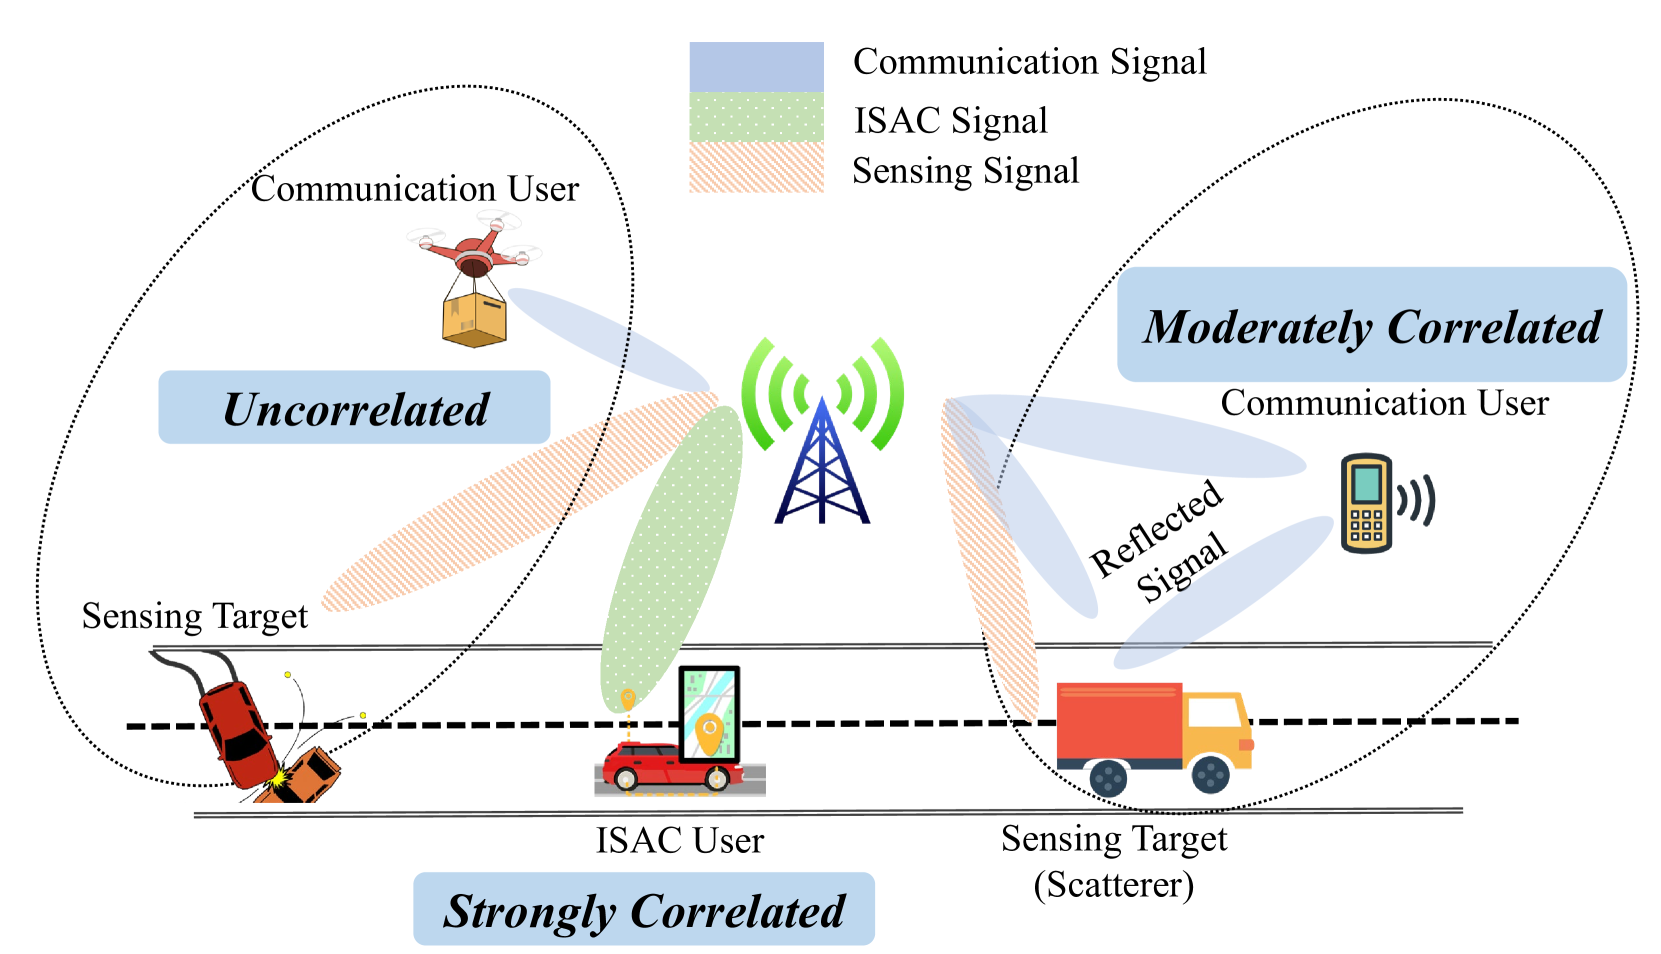 Communication Signal
ISAC Signal
Sensing Signal
Communication User
Uncorrelated
Sensing Target
Moderately Correlated
Communication User
Reflected
Signal
ISAC User
Strongly Correlated
Sensing Target
(Scatterer)